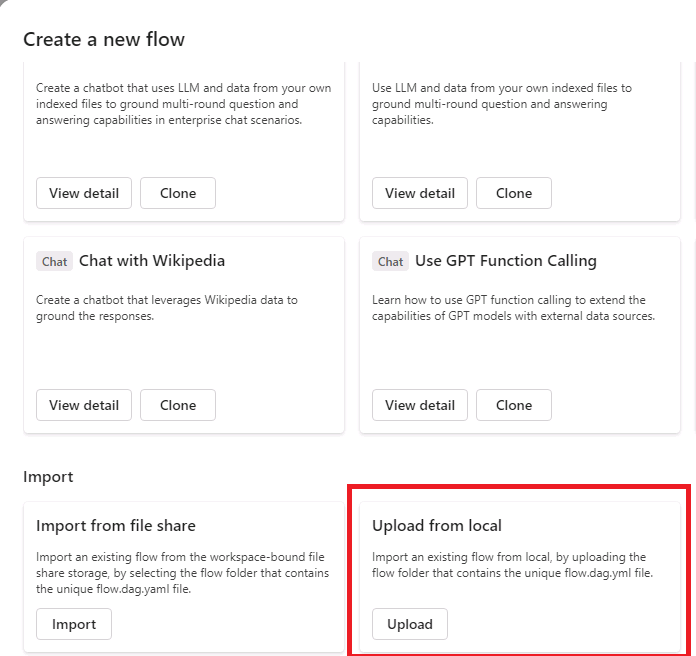 Create a new flow
Create a chatbot that uses LLM and data from your own
indexed files to ground multi-round question and
answering capabilities in enterprise chat scenarios.
View detail
Clone
Use LLM and data from your own indexed files to
ground multi-round question and answering
capabilities.
View detail
Clone
Chat Chat with Wikipedia
Create a chatbot that leverages Wikipedia data to
ground the responses.
View detail
Clone
Chat Use GPT Function Calling
Learn how to use GPT function calling to extend the
capabilities of GPT models with external data sources.
View detail
Clone
Import
Import from file share
Import an existing flow from the workspace-bound file
share storage, by selecting the flow folder that contains
the unique flow.dag.yaml file.
Import
Upload from local
Import an existing flow from local, by uploading the
flow folder that contains the unique flow.dag.yml file.
Upload